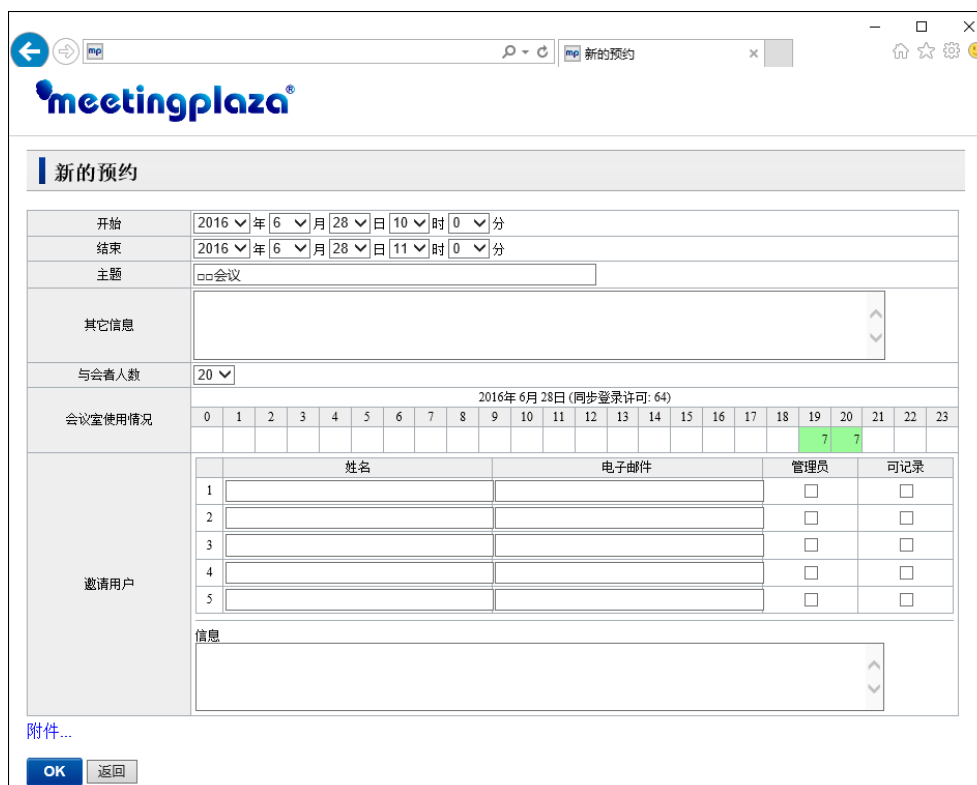 mp
mp 新的预约
meetingplaza®
新的预约
开始 2016 年 6 月 28 日 10 时 0 分
结束 2016 年 6 月 28 日 11 时 0 分
主题 □□会议
其它信息
与会者人数 20
会议室使用情况 2016年 6月 28日 (同步登录许可: 64)
0 1 2 3 4 5 6 7 8 9 10 11 12 13 14 15 16 17 18 19 20 21 22 23
7 7
邀请用户 姓名 电子邮件 管理员 可记录
1
2
3
4
5
信息
附件...
OK 返回